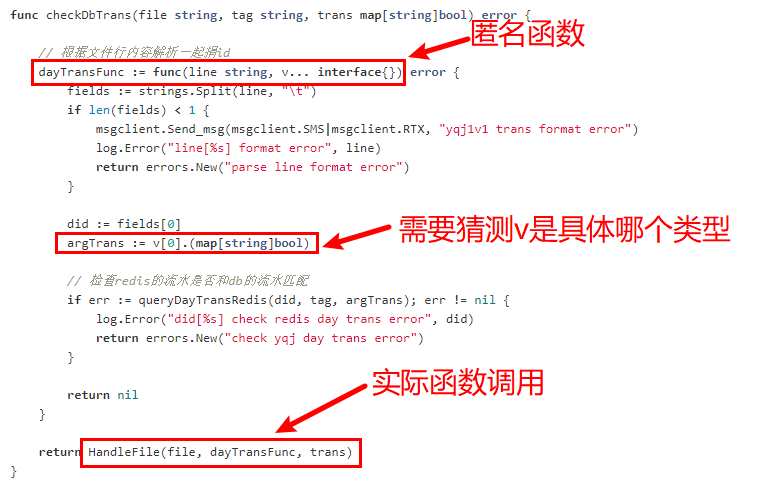 func checkDbTrans(file string, tag string, trans map[string]bool) error {
匿名函数
// 根据文件行内容解析一起捐id
dayTransFunc := func(line string, v... interface{}) error {
fields := strings.Split(line, "\t")
if len(fields) < 1 {
msgclient.Send_msg(msgclient.SMS|msgclient.RTX, "yqj1v1 trans format error")
log.Error("line[%s] format error", line)
return errors.New("parse line format error")
}
did := fields[0]
需要猜测v是具体哪个类型
argTrans := v[0].(map[string]bool)
// 检查redis的流水是否和db的流水匹配
if err := queryDayTransRedis(did, tag, argTrans); err != nil {
log.Error("did[%s] check redis day trans error", did)
return errors.New("check yqj day trans error")
}
实际函数调用
return nil
}
return HandleFile(file, dayTransFunc, trans)
}